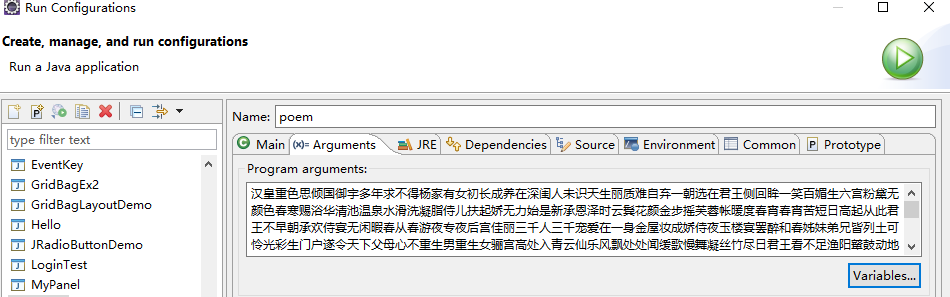 Run Configurations
Create, manage, and run configurations
Run a Java application
Name: poem
type filter text
Main (x)= Arguments JRE Dependencies Source Environment Common Prototype
EventKey
GridBagEx2
GridBagLayoutDemo
Hello
JRadioButtonDemo
LoginTest
MyPanel
Program arguments:
汉皇重色思倾国御宇多年求不得杨家有女初长成养在深闺人未识天生丽质难自弃一朝选在君王侧回眸一笑百媚生六宫粉黛无
颜色春寒赐浴华清池温泉水滑洗凝脂侍儿扶起娇无力始是新承恩泽时云鬓花颜金步摇芙蓉帐暖度春宵春宵苦短日高起从此君
王不早朝承欢侍宴无闲暇春从春游夜专夜后宫佳丽三千人三千宠爱在一身金屋妆成娇侍夜玉楼宴罢醉和春姊妹弟兄皆列土可
怜光彩生门户遂令天下父母心不重生男重生女骊宫高处入青云仙乐风飘处处闻缓歌慢舞凝丝竹尽日君王看不足渔阳鼙鼓动地
Variables...